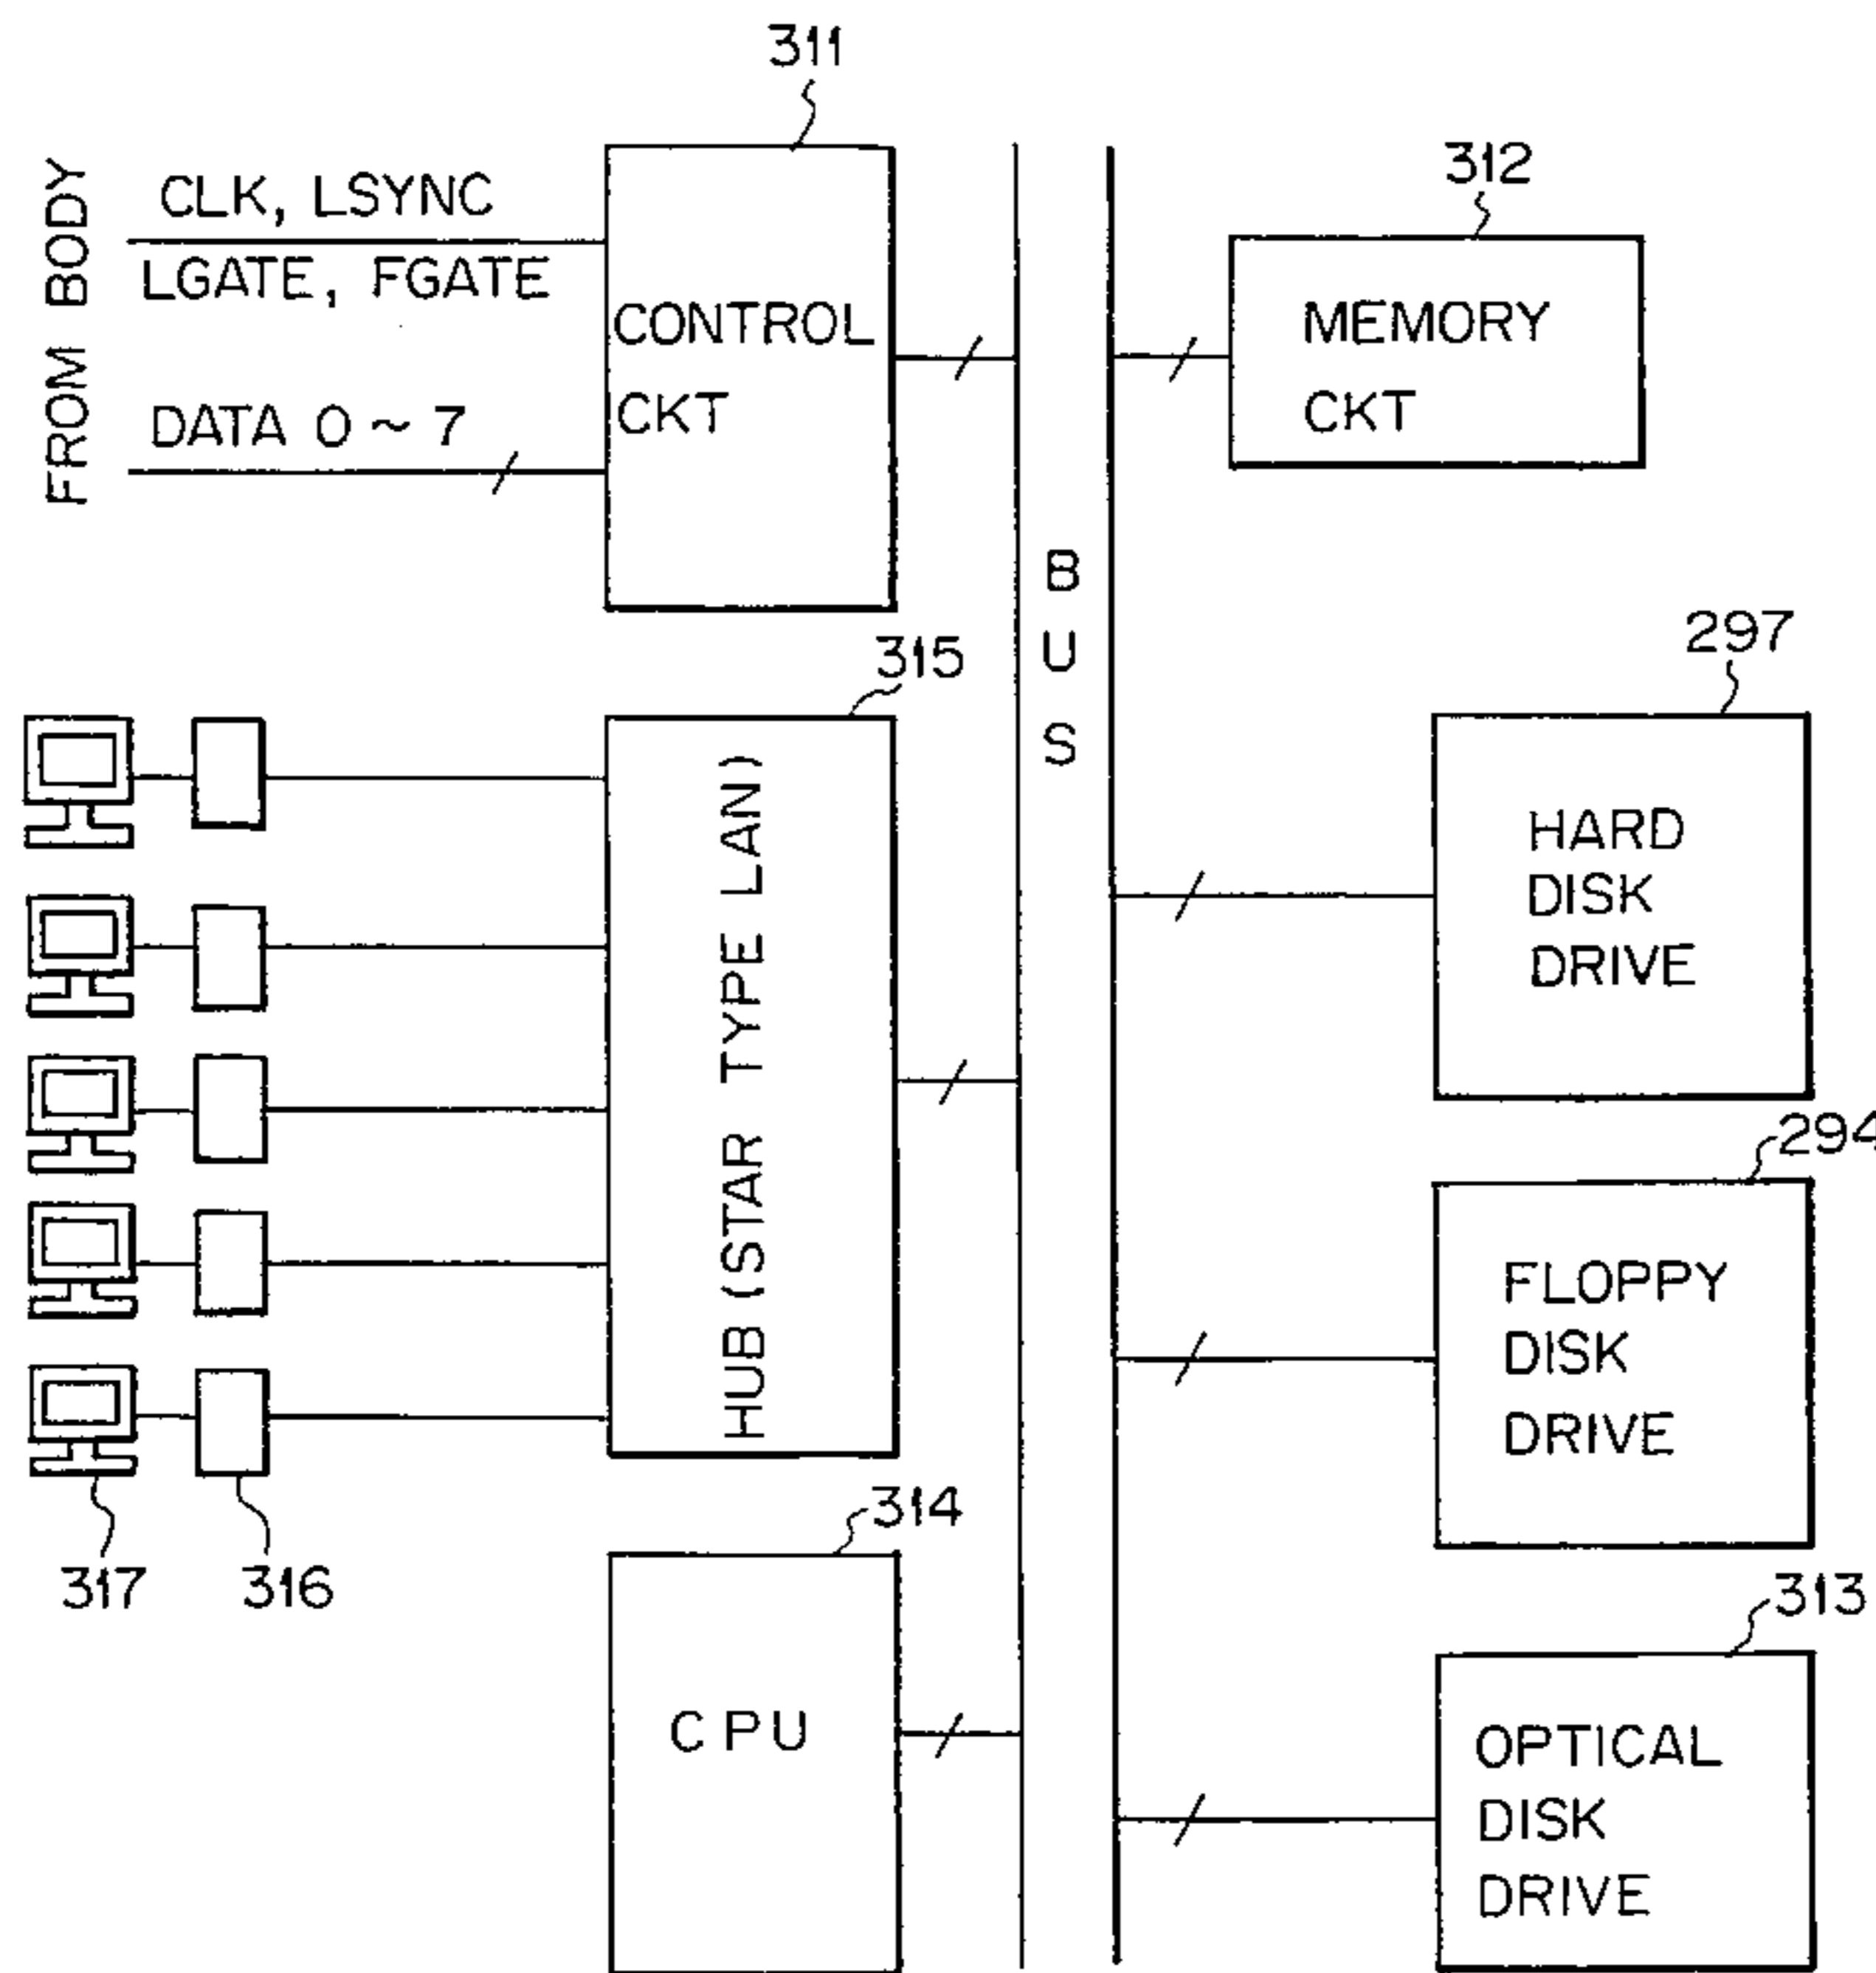 311
FROM BODY
CLK, LSYNC
LGATE, FGATE
DATA 0 ~ 7
CONTROL
CKT
312
MEMORY
CKT
BUS
315
HUB (STAR TYPE LAN)
297
HARD
DISK
DRIVE
294
FLOPPY
DISK
DRIVE
317
316
314
CPU
313
OPTICAL
DISK
DRIVE